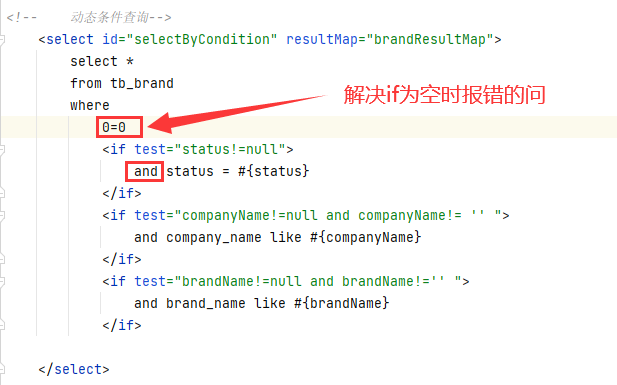 <!--    动态条件查询-->
<select id="selectByCondition" resultMap="brandResultMap">
select *
from tb_brand
where
0=0
解决if为空时报错的问
<if test="status!=null">
and status = #{status}
</if>
<if test="companyName!=null and companyName!= '' ">
and company_name like #{companyName}
</if>
<if test="brandName!=null and brandName!='' ">
and brand_name like #{brandName}
</if>
</select>